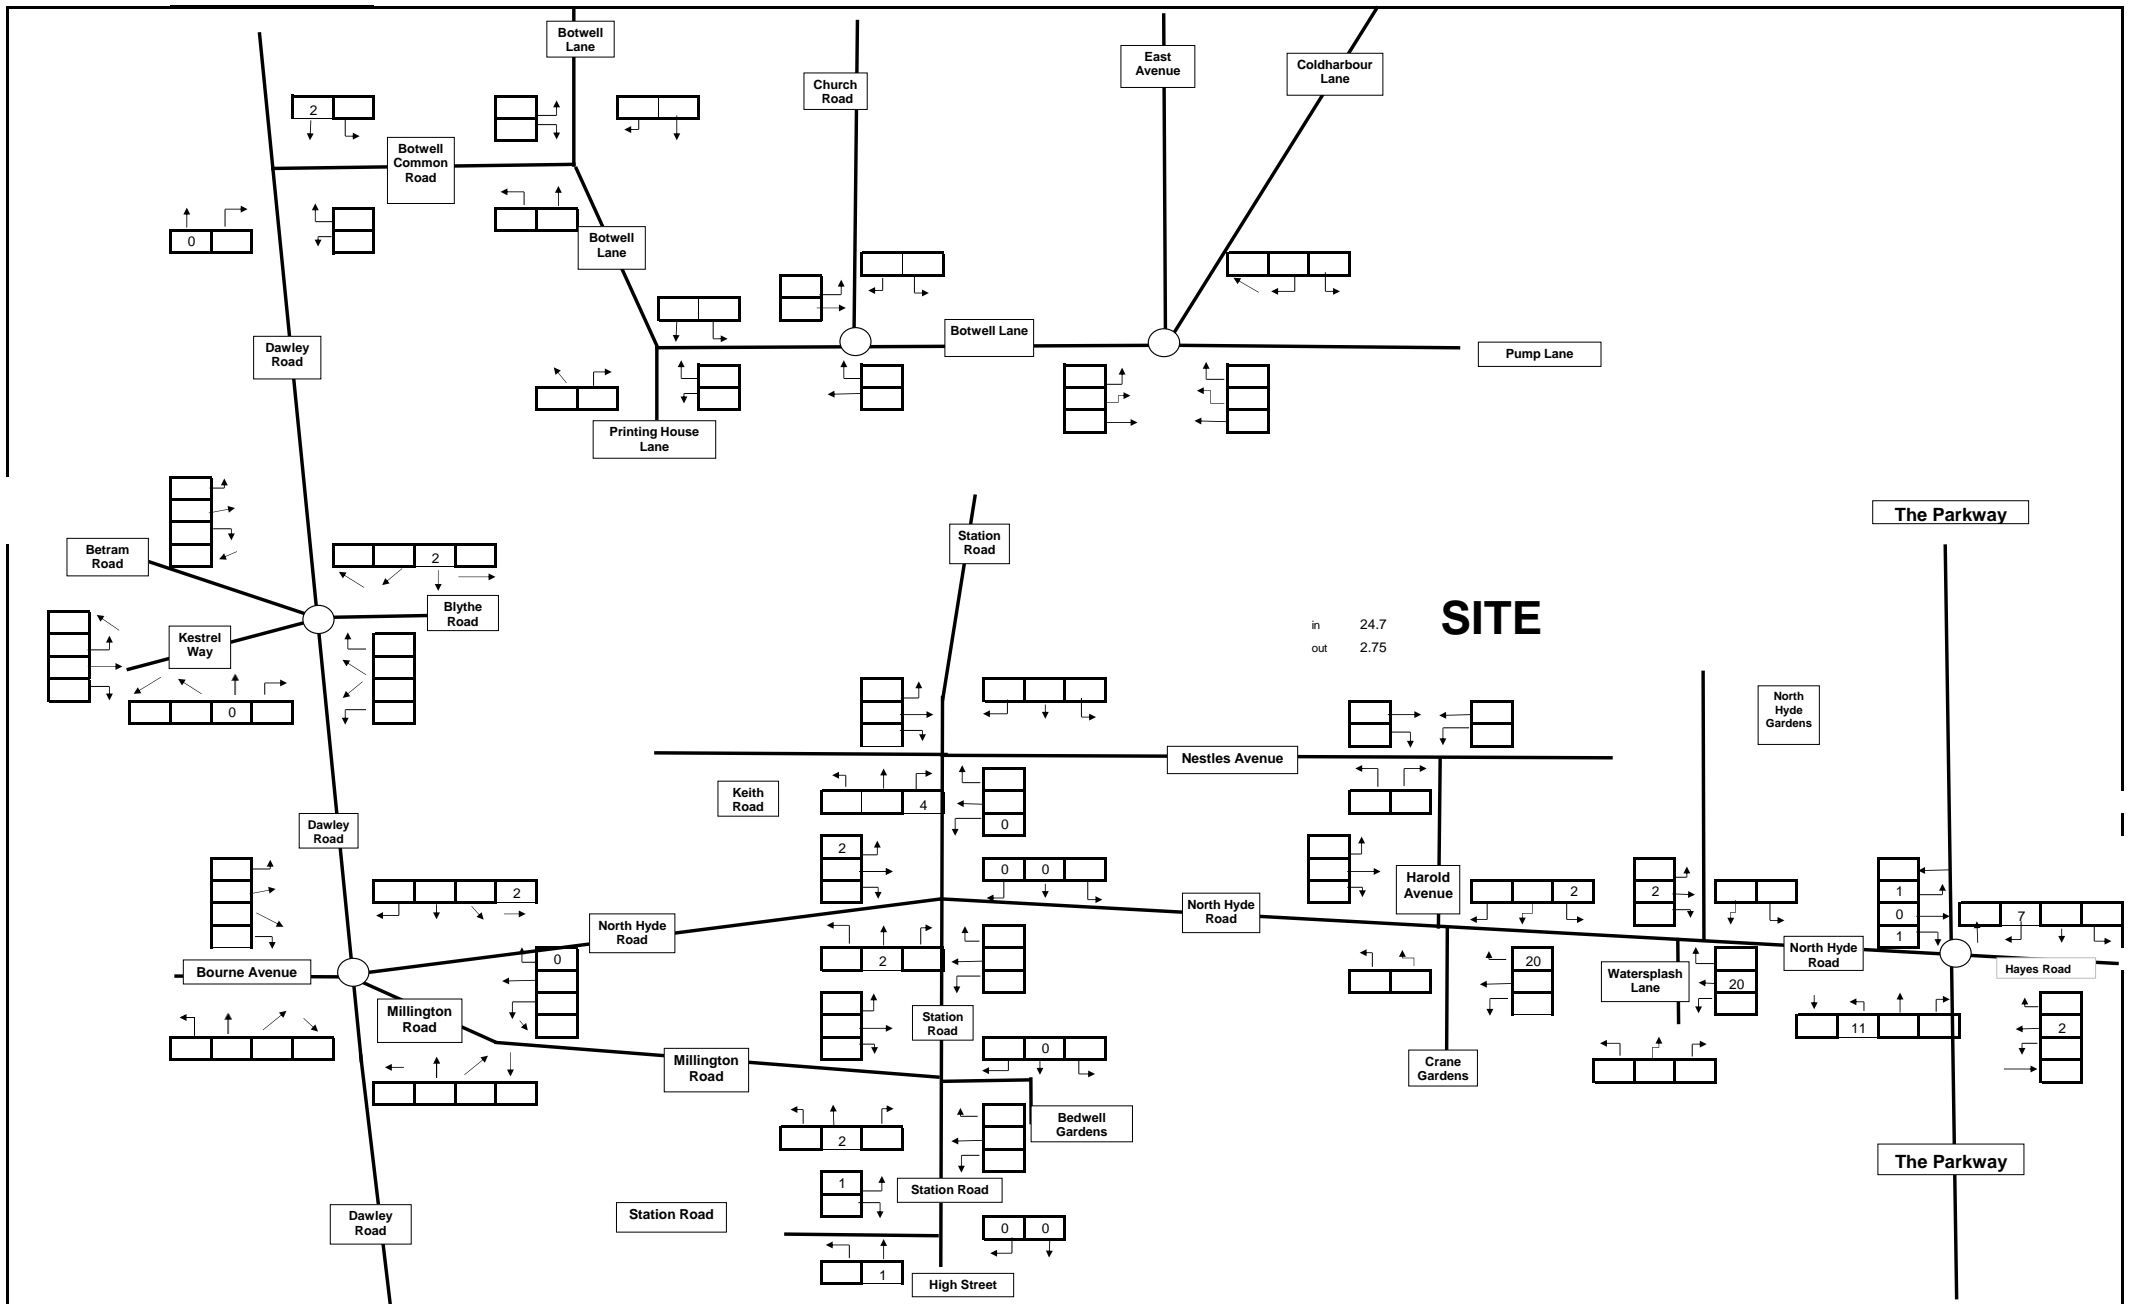 Botwell
Lane
East
Avenue
Coldharbour
Lane
Church
Road
2
Botwell
Common
Road
0
Botwell
Lane
Botwell Lane
Dawley
Road
Pump Lane
Printing House
Lane
The Parkway
Station
Road
Betram
Road
2
Blythe
Road
SITE
in 24.7
out 2.75
Kestrel
Way
0
North
Hyde
Gardens
Nestles Avenue
Keith
Road
4
0
Dawley
Road
2
0 0
2
Harold
Avenue
2
2
1
0
1
7
North Hyde
Road
North Hyde
Road
North Hyde
Road
Hayes Road
Bourne Avenue
0
2
20
Watersplash
Lane
20
Millington
Road
Station
Road
11
2
Millington
Road
0
Crane
Gardens
2
Bedwell
Gardens
The Parkway
1
Station Road
Station Road
Dawley
Road
0 0
1
High Street